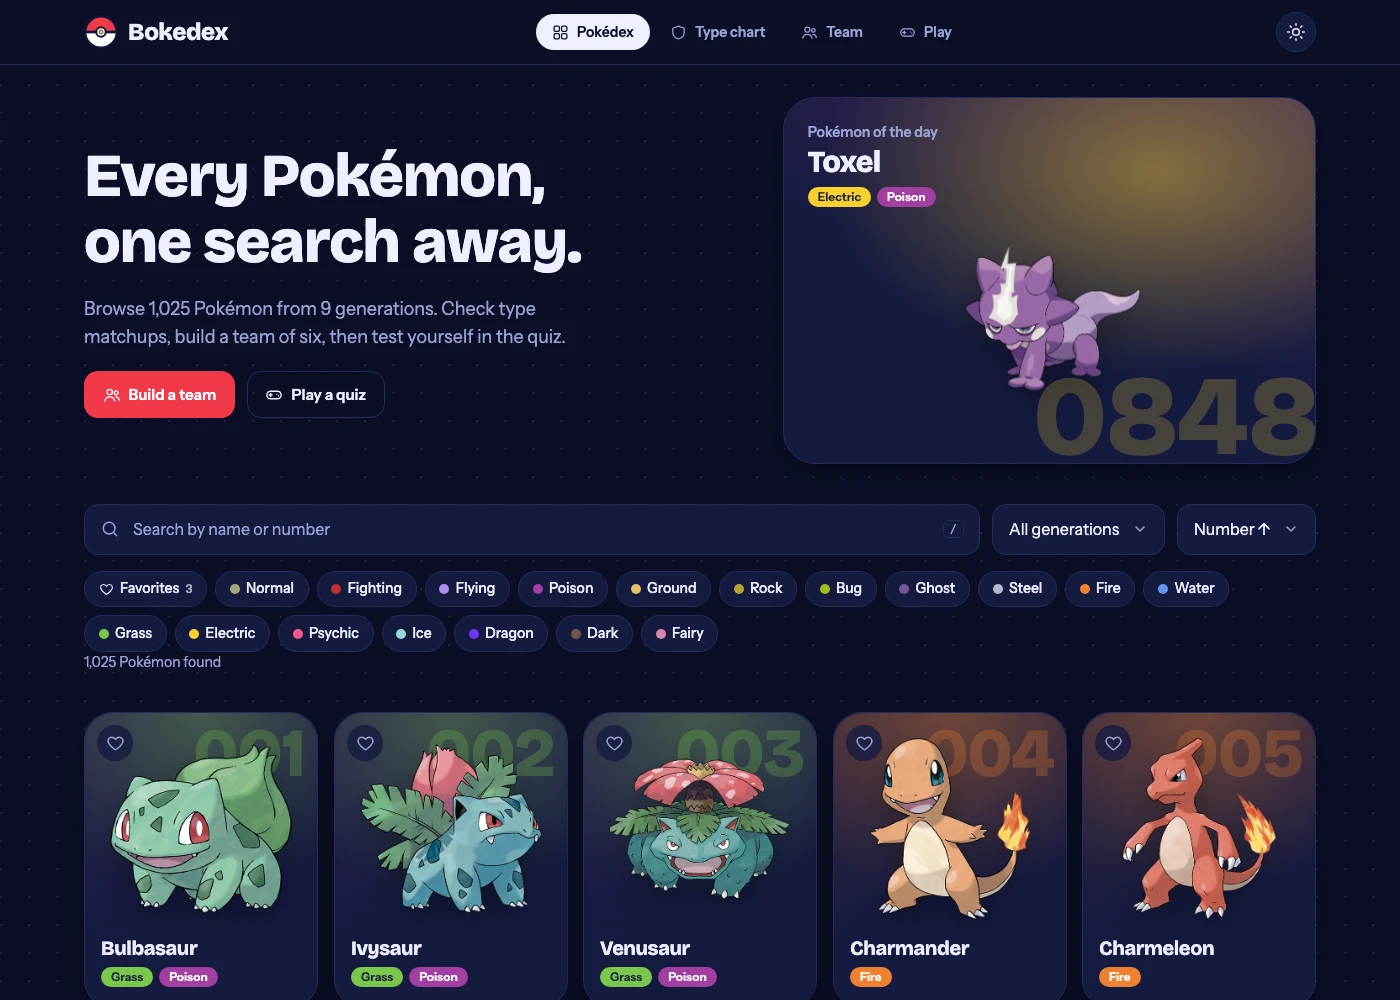 Bokedex
Pokédex
Type chart
Team
Play
Every Pokémon,
one search away.
Browse 1,025 Pokémon from 9 generations. Check type
matchups, build a team of six, then test yourself in the quiz.
Build a team
Play a quiz
Pokémon of the day
Toxel
Electric Poison
0848
Search by name or number /
All generations
Number ↑
Favorites 3 Normal Fighting Flying Poison Ground Rock Bug Ghost Steel Fire Water
Grass Electric Psychic Ice Dragon Dark Fairy
1,025 Pokémon found
001
Bulbasaur
Grass Poison
002
Ivysaur
Grass Poison
003
Venusaur
Grass Poison
004
Charmander
Fire
005
Charmeleon
Fire